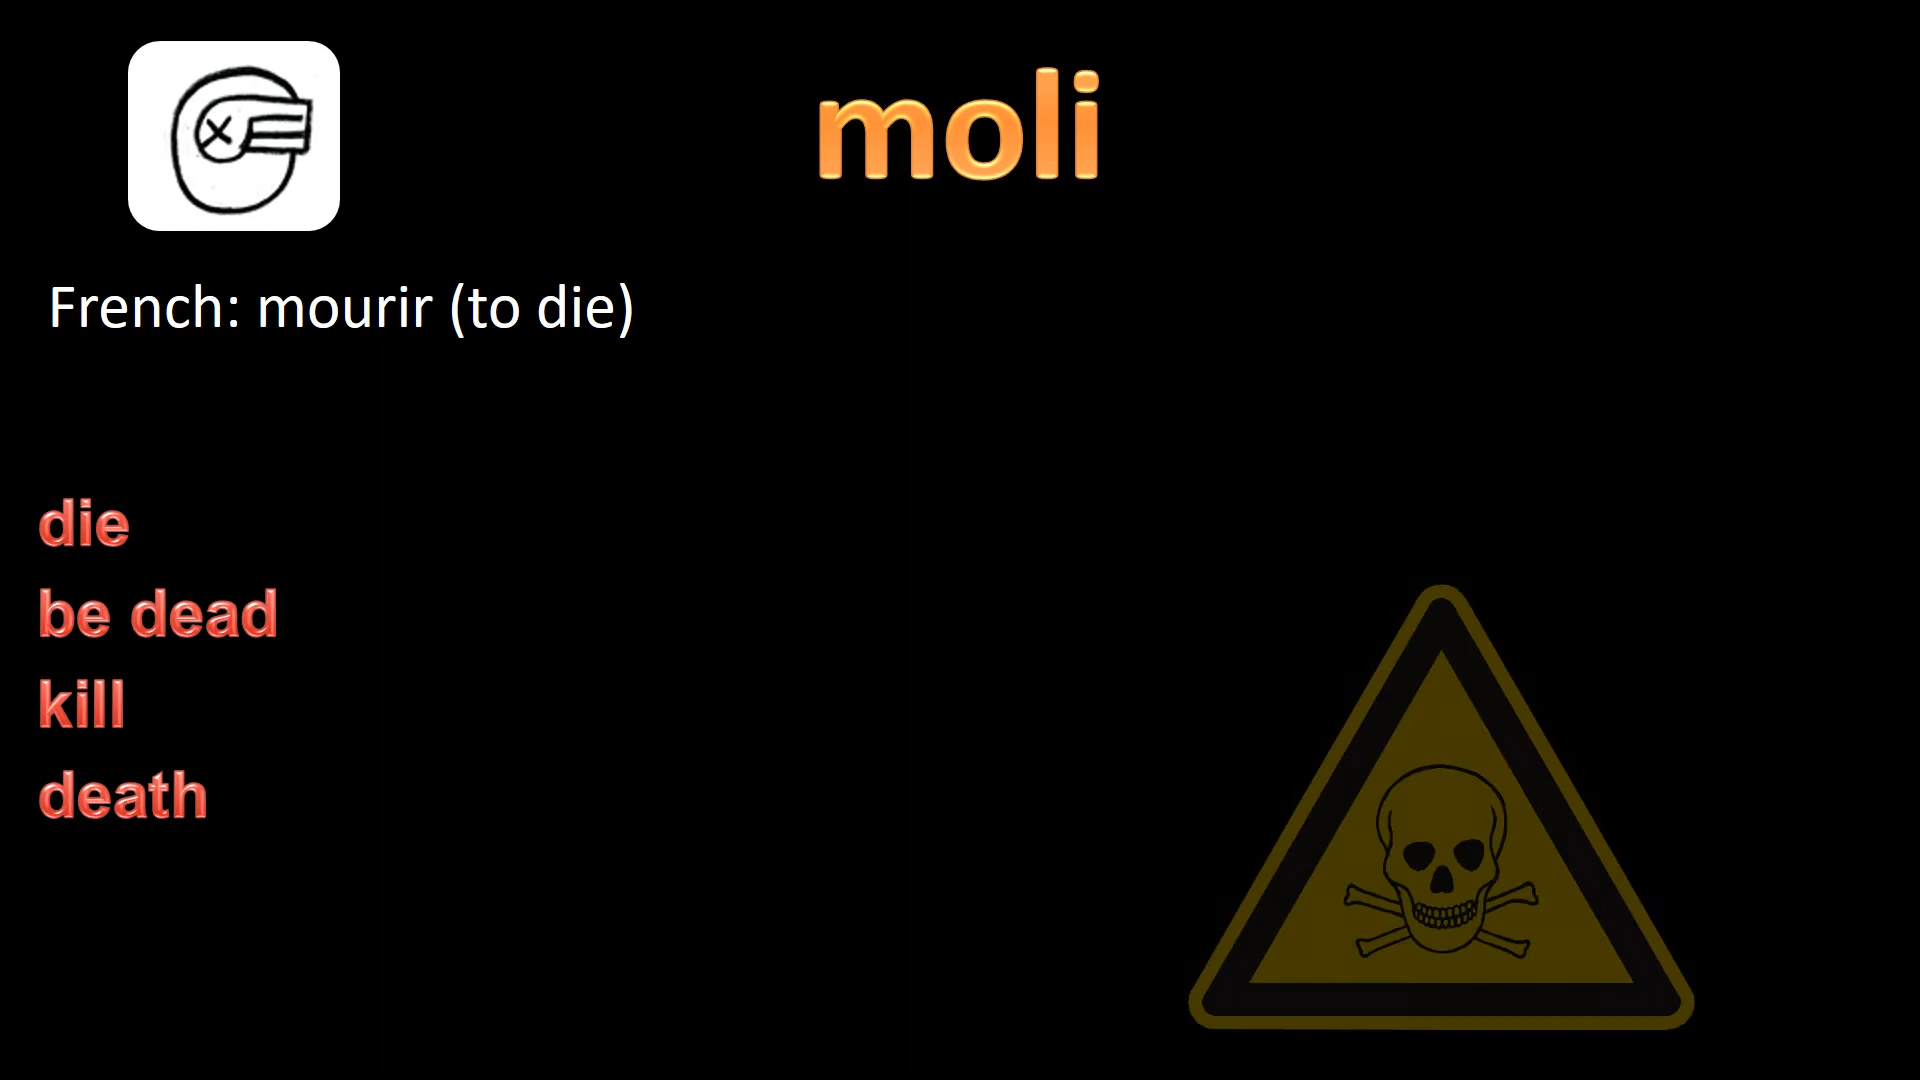 moli
French: mourir (to die)
die
be dead
kill
death